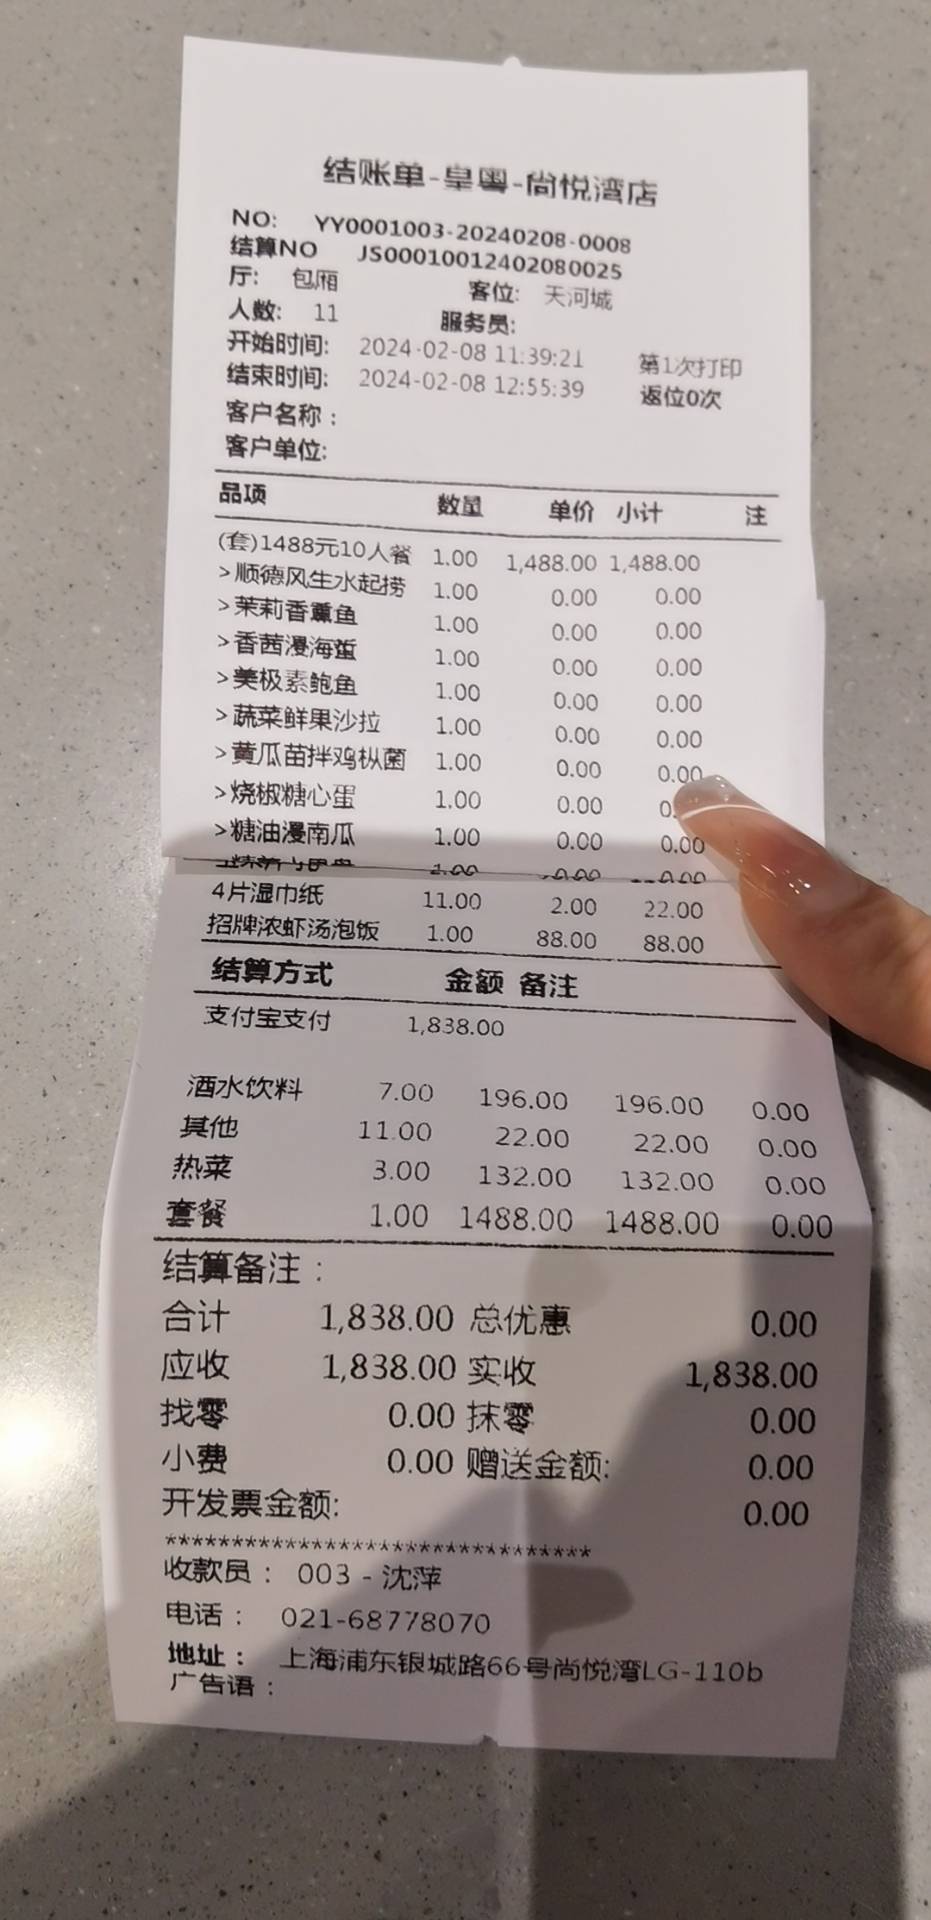 结账单-皇粤-尚悦湾店
NO: YY0001003-20240208-0008
结算NO JS00010012402080025
厅: 包厢 客位: 天河城
人数: 11 服务员:
开始时间: 2024-02-08 11:39:21 第1次打印
结束时间: 2024-02-08 12:55:39 返位0次
客户名称：
客户单位:
品项 数量 单价 小计 注
(套)1488元10人餐 1.00 1,488.00 1,488.00
>顺德风生水起捞 1.00 0.00 0.00
>茉莉香薰鱼 1.00 0.00 0.00
>香茜漫海蜇 1.00 0.00 0.00
>美极素鲍鱼 1.00 0.00 0.00
>蔬菜鲜果沙拉 1.00 0.00 0.00
>黄瓜苗拌鸡枞菌 1.00 0.00 0.00
>烧椒糖心蛋 1.00 0.00 0.
>糖油漫南瓜 1.00 0.00 0.00
4片湿巾纸 11.00 2.00 22.00
招牌浓虾汤泡饭 1.00 88.00 88.00
结算方式 金额 备注
支付宝支付 1,838.00
酒水饮料 7.00 196.00 196.00 0.00
其他 11.00 22.00 22.00 0.00
热菜 3.00 132.00 132.00 0.00
套餐 1.00 1488.00 1488.00 0.00
结算备注：
合计 1,838.00 总优惠 0.00
应收 1,838.00 实收 1,838.00
找零 0.00 抹零 0.00
小费 0.00 赠送金额: 0.00
开发票金额: 0.00
********************************
收款员： 003 - 沈萍
电话： 021-68778070
地址： 上海浦东银城路66号尚悦湾LG-110b
广告语：